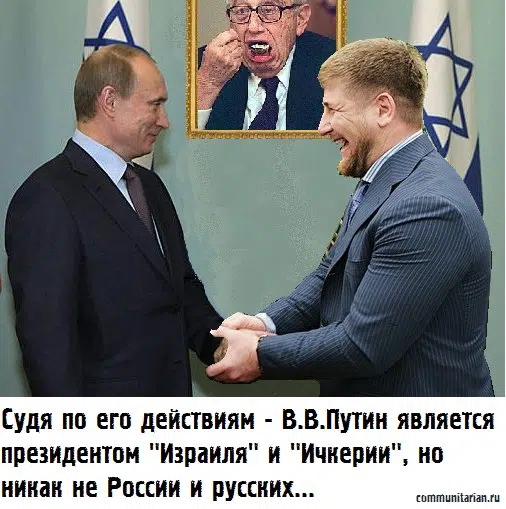 Судя по его действиям - В.В.Путин является
президентом "Израиля" и "Ичкерии", но
никак не России и русских...
communitarian.ru